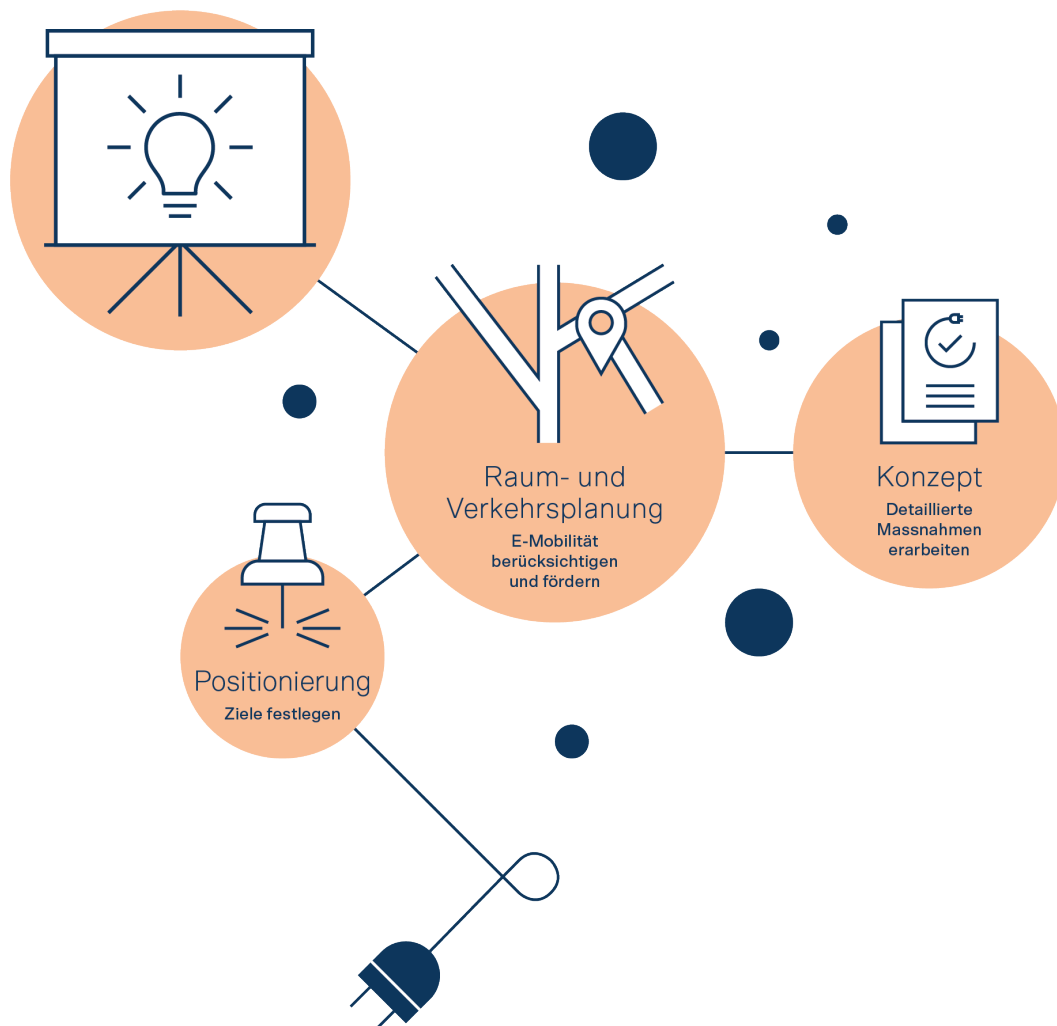 Raum- und
Verkehrsplanung
E-Mobilität
berücksichtigen
und fördern
Konzept
Detaillierte
Massnahmen
erarbeiten
Positionierung
Ziele festlegen